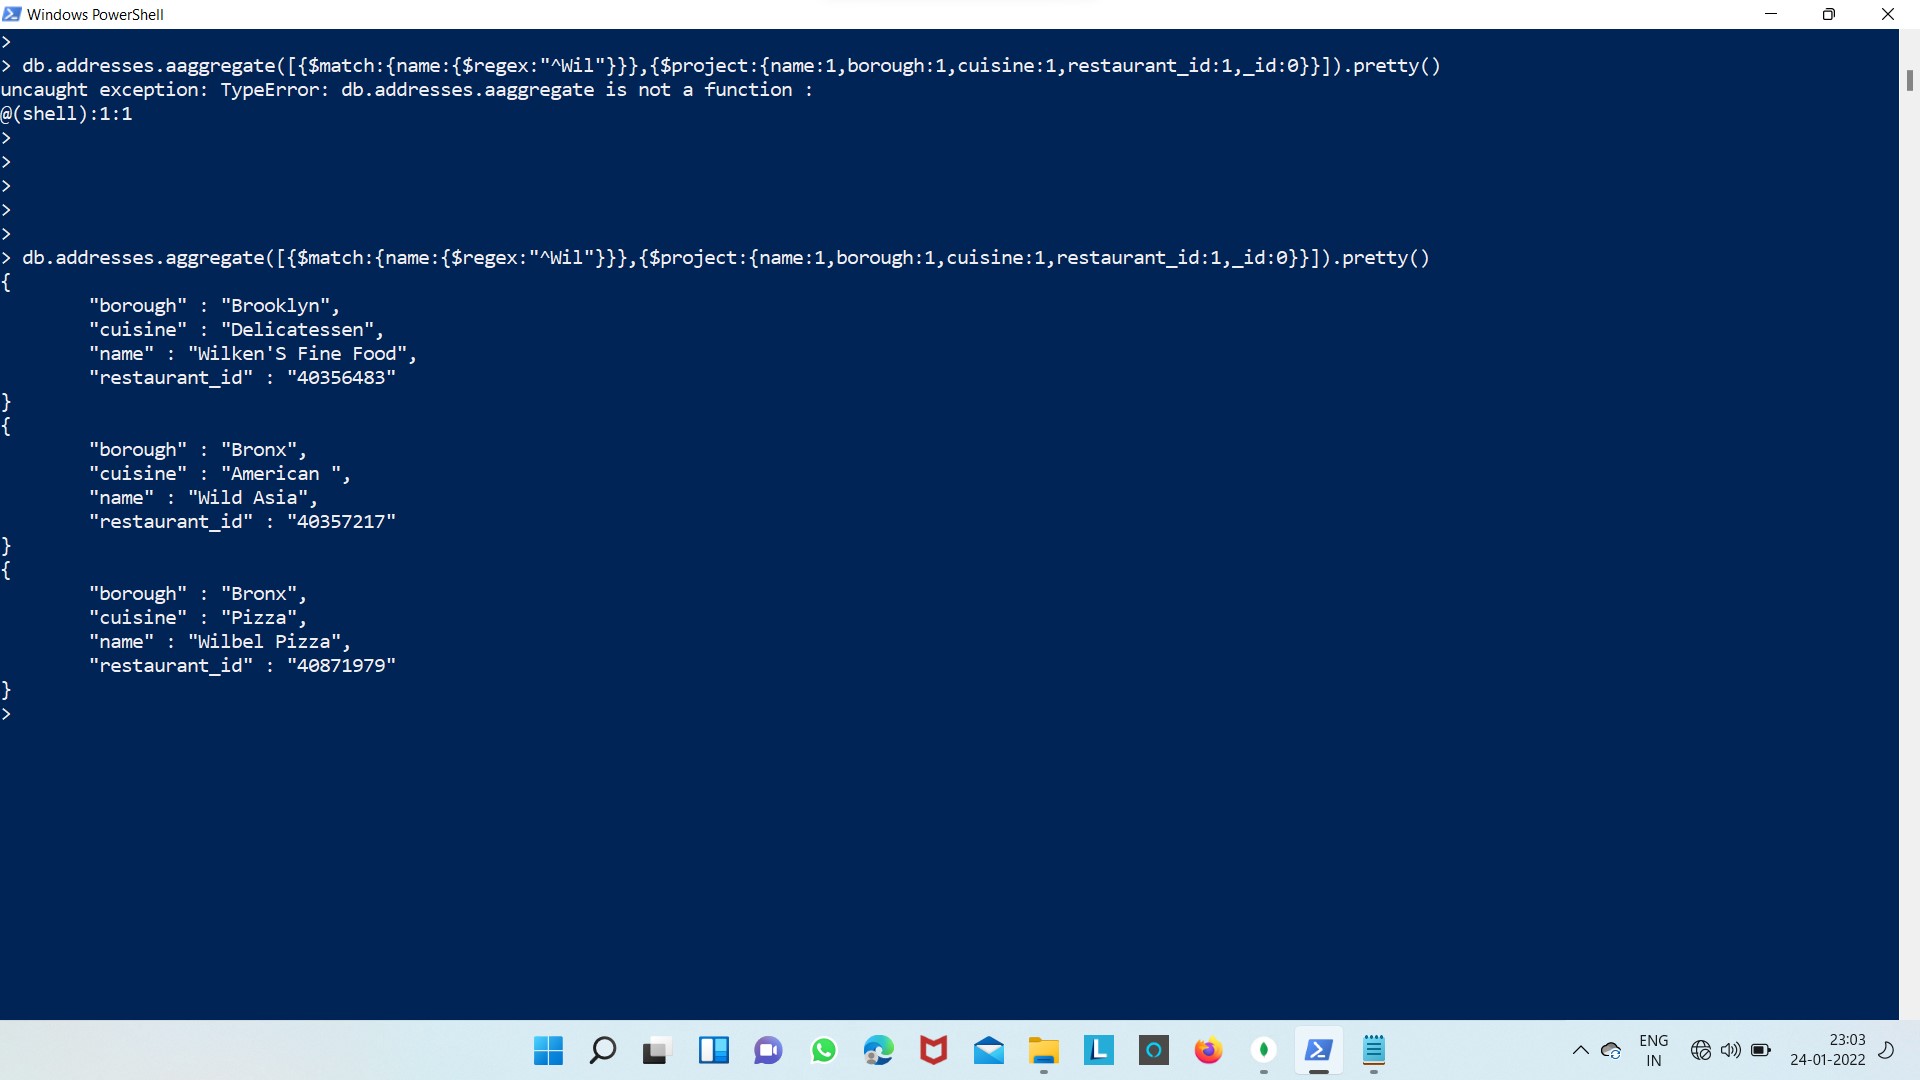 Windows PowerShell
>
> db.addresses.aaggregate([{$match:{name:{$regex:"^Wil"}}},{$project:{name:1,borough:1,cuisine:1,restaurant_id:1,_id:0}}]).pretty()
uncaught exception: TypeError: db.addresses.aaggregate is not a function :
@(shell):1:1
>
>
>
>
>
> db.addresses.aggregate([{$match:{name:{$regex:"^Wil"}}},{$project:{name:1,borough:1,cuisine:1,restaurant_id:1,_id:0}}]).pretty()
{
        "borough" : "Brooklyn",
        "cuisine" : "Delicatessen",
        "name" : "Wilken'S Fine Food",
        "restaurant_id" : "40356483"
}
{
        "borough" : "Bronx",
        "cuisine" : "American ",
        "name" : "Wild Asia",
        "restaurant_id" : "40357217"
}
{
        "borough" : "Bronx",
        "cuisine" : "Pizza",
        "name" : "Wilbel Pizza",
        "restaurant_id" : "40871979"
}
>
L
ENG
IN
23:03
24-01-2022